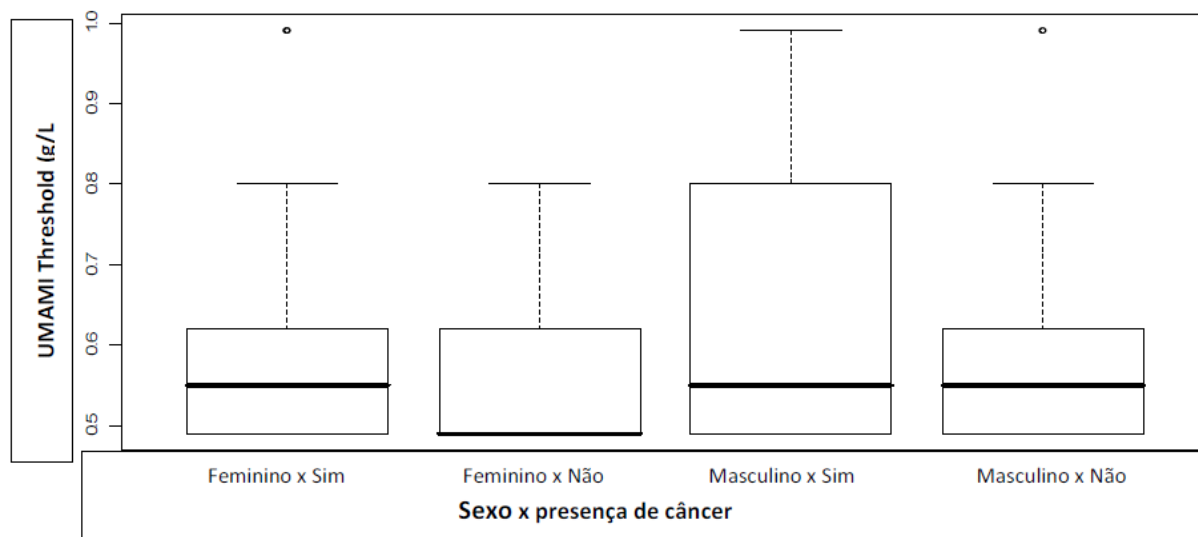 UMAMI Threshold (g/L
1.0
0.9
0.8
0.7
0.6
0.5
Feminino x Sim
Feminino x Não
Masculino x Sim
Masculino x Não
Sexo x presença de câncer